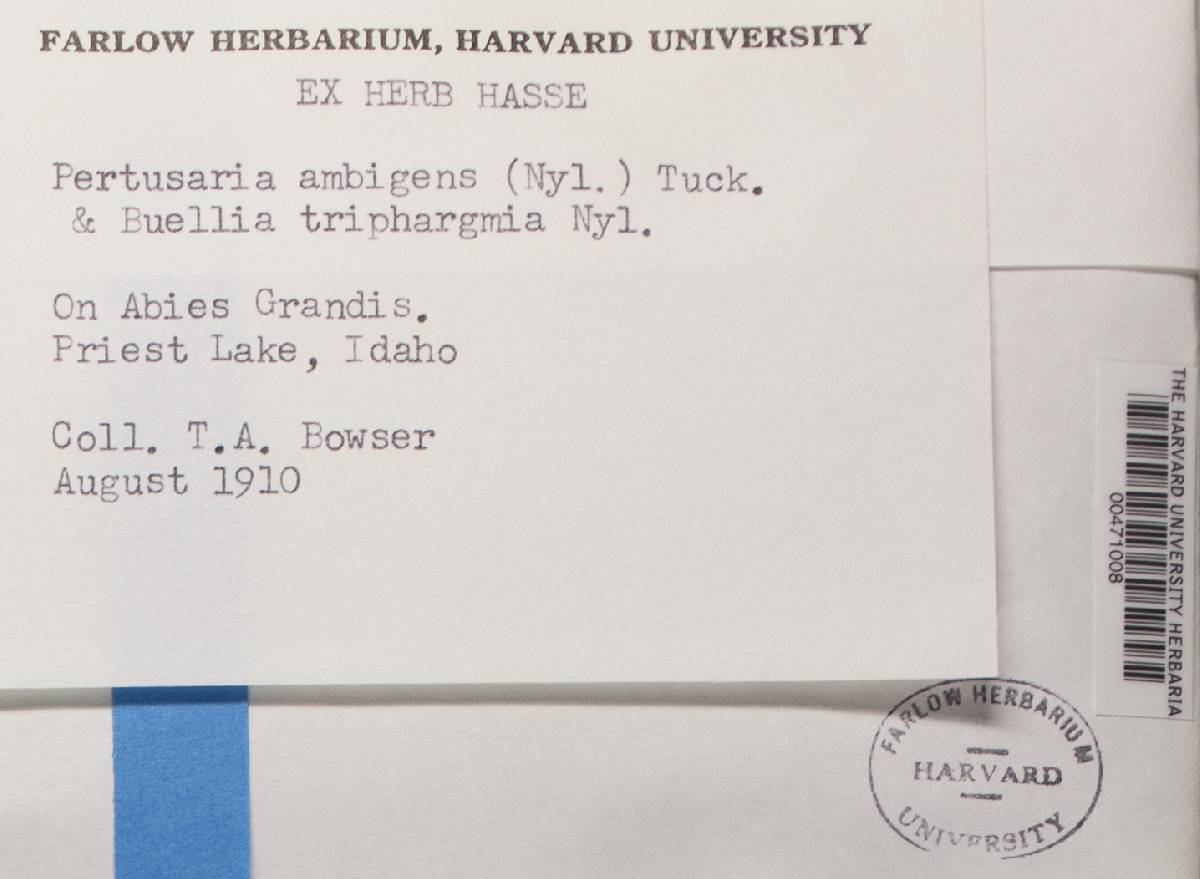 FARLOW HERBARIUM, HARVARD UNIVERSITY
EX HERB HASSE
Pertusaria ambigens (Nyl.) Tuck.
& Buellia triphargmia Nyl.
On Abies Grandis.
Priest Lake, Idaho
Coll. T.A. Bowser
August 1910
THE HARVARD UNIVERSITY HERBARIA
00471008
FARLOW HERBARIUM
HARVARD
UNIVERSITY